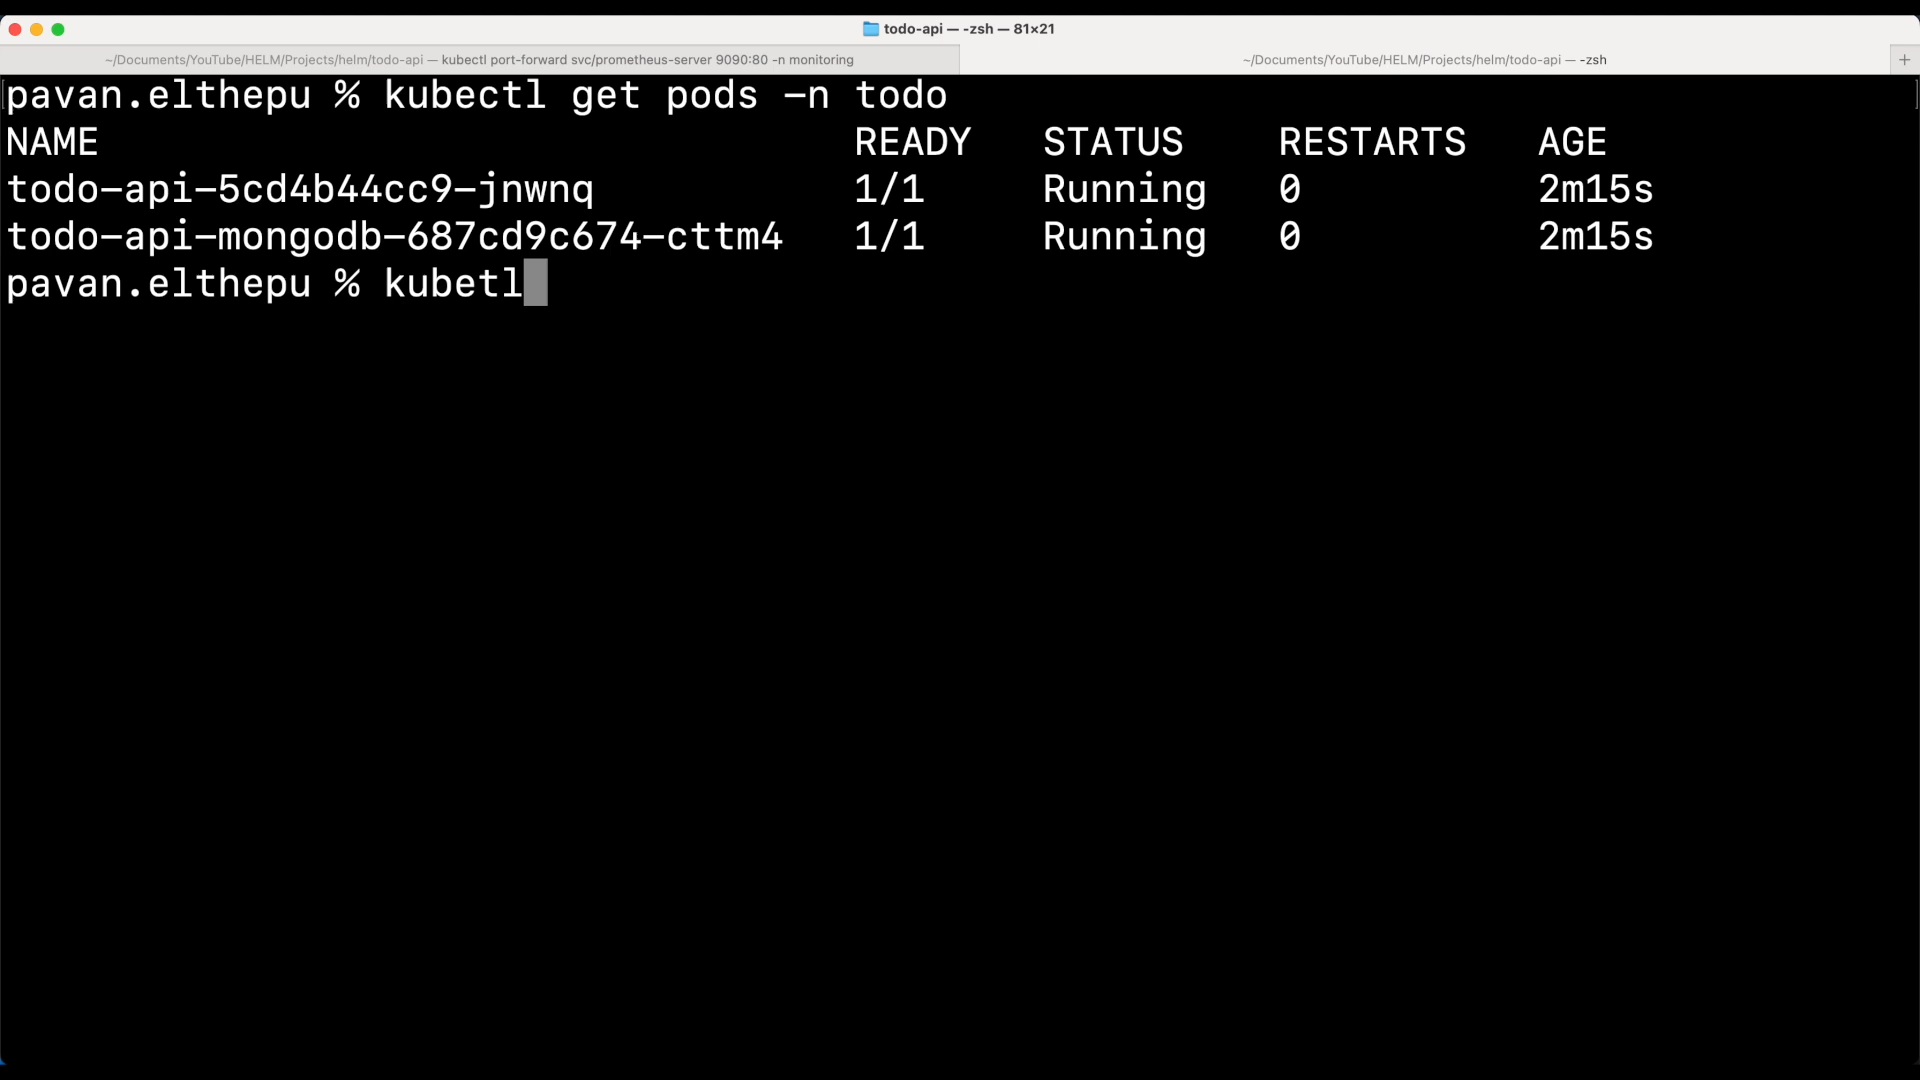 todo-api — -zsh — 81×21
~/Documents/YouTube/HELM/Projects/helm/todo-api — kubectl port-forward svc/prometheus-server 9090:80 -n monitoring
~/Documents/YouTube/HELM/Projects/helm/todo-api — -zsh
+
pavan.elthepu % kubectl get pods -n todo
NAME READY STATUS RESTARTS AGE
todo-api-5cd4b44cc9-jnwnq 1/1 Running 0 2m15s
todo-api-mongodb-687cd9c674-cttm4 1/1 Running 0 2m15s
pavan.elthepu % kubetl